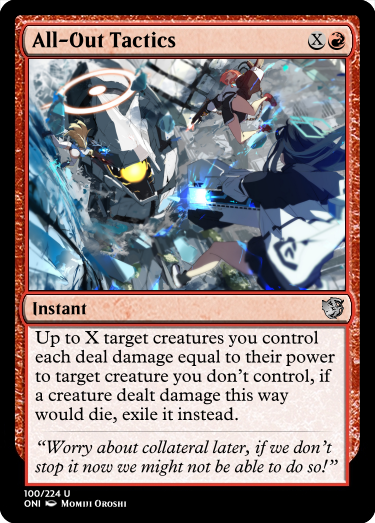 All-Out Tactics
X
Instant
Up to X target creatures you control
each deal damage equal to their power
to target creature you don't control, if
a creature dealt damage this way
would die, exile it instead.
“Worry about collateral later, if we don't
stop it now we might not be able to do so!”
100/224 U
ONI Momiji Oroshi